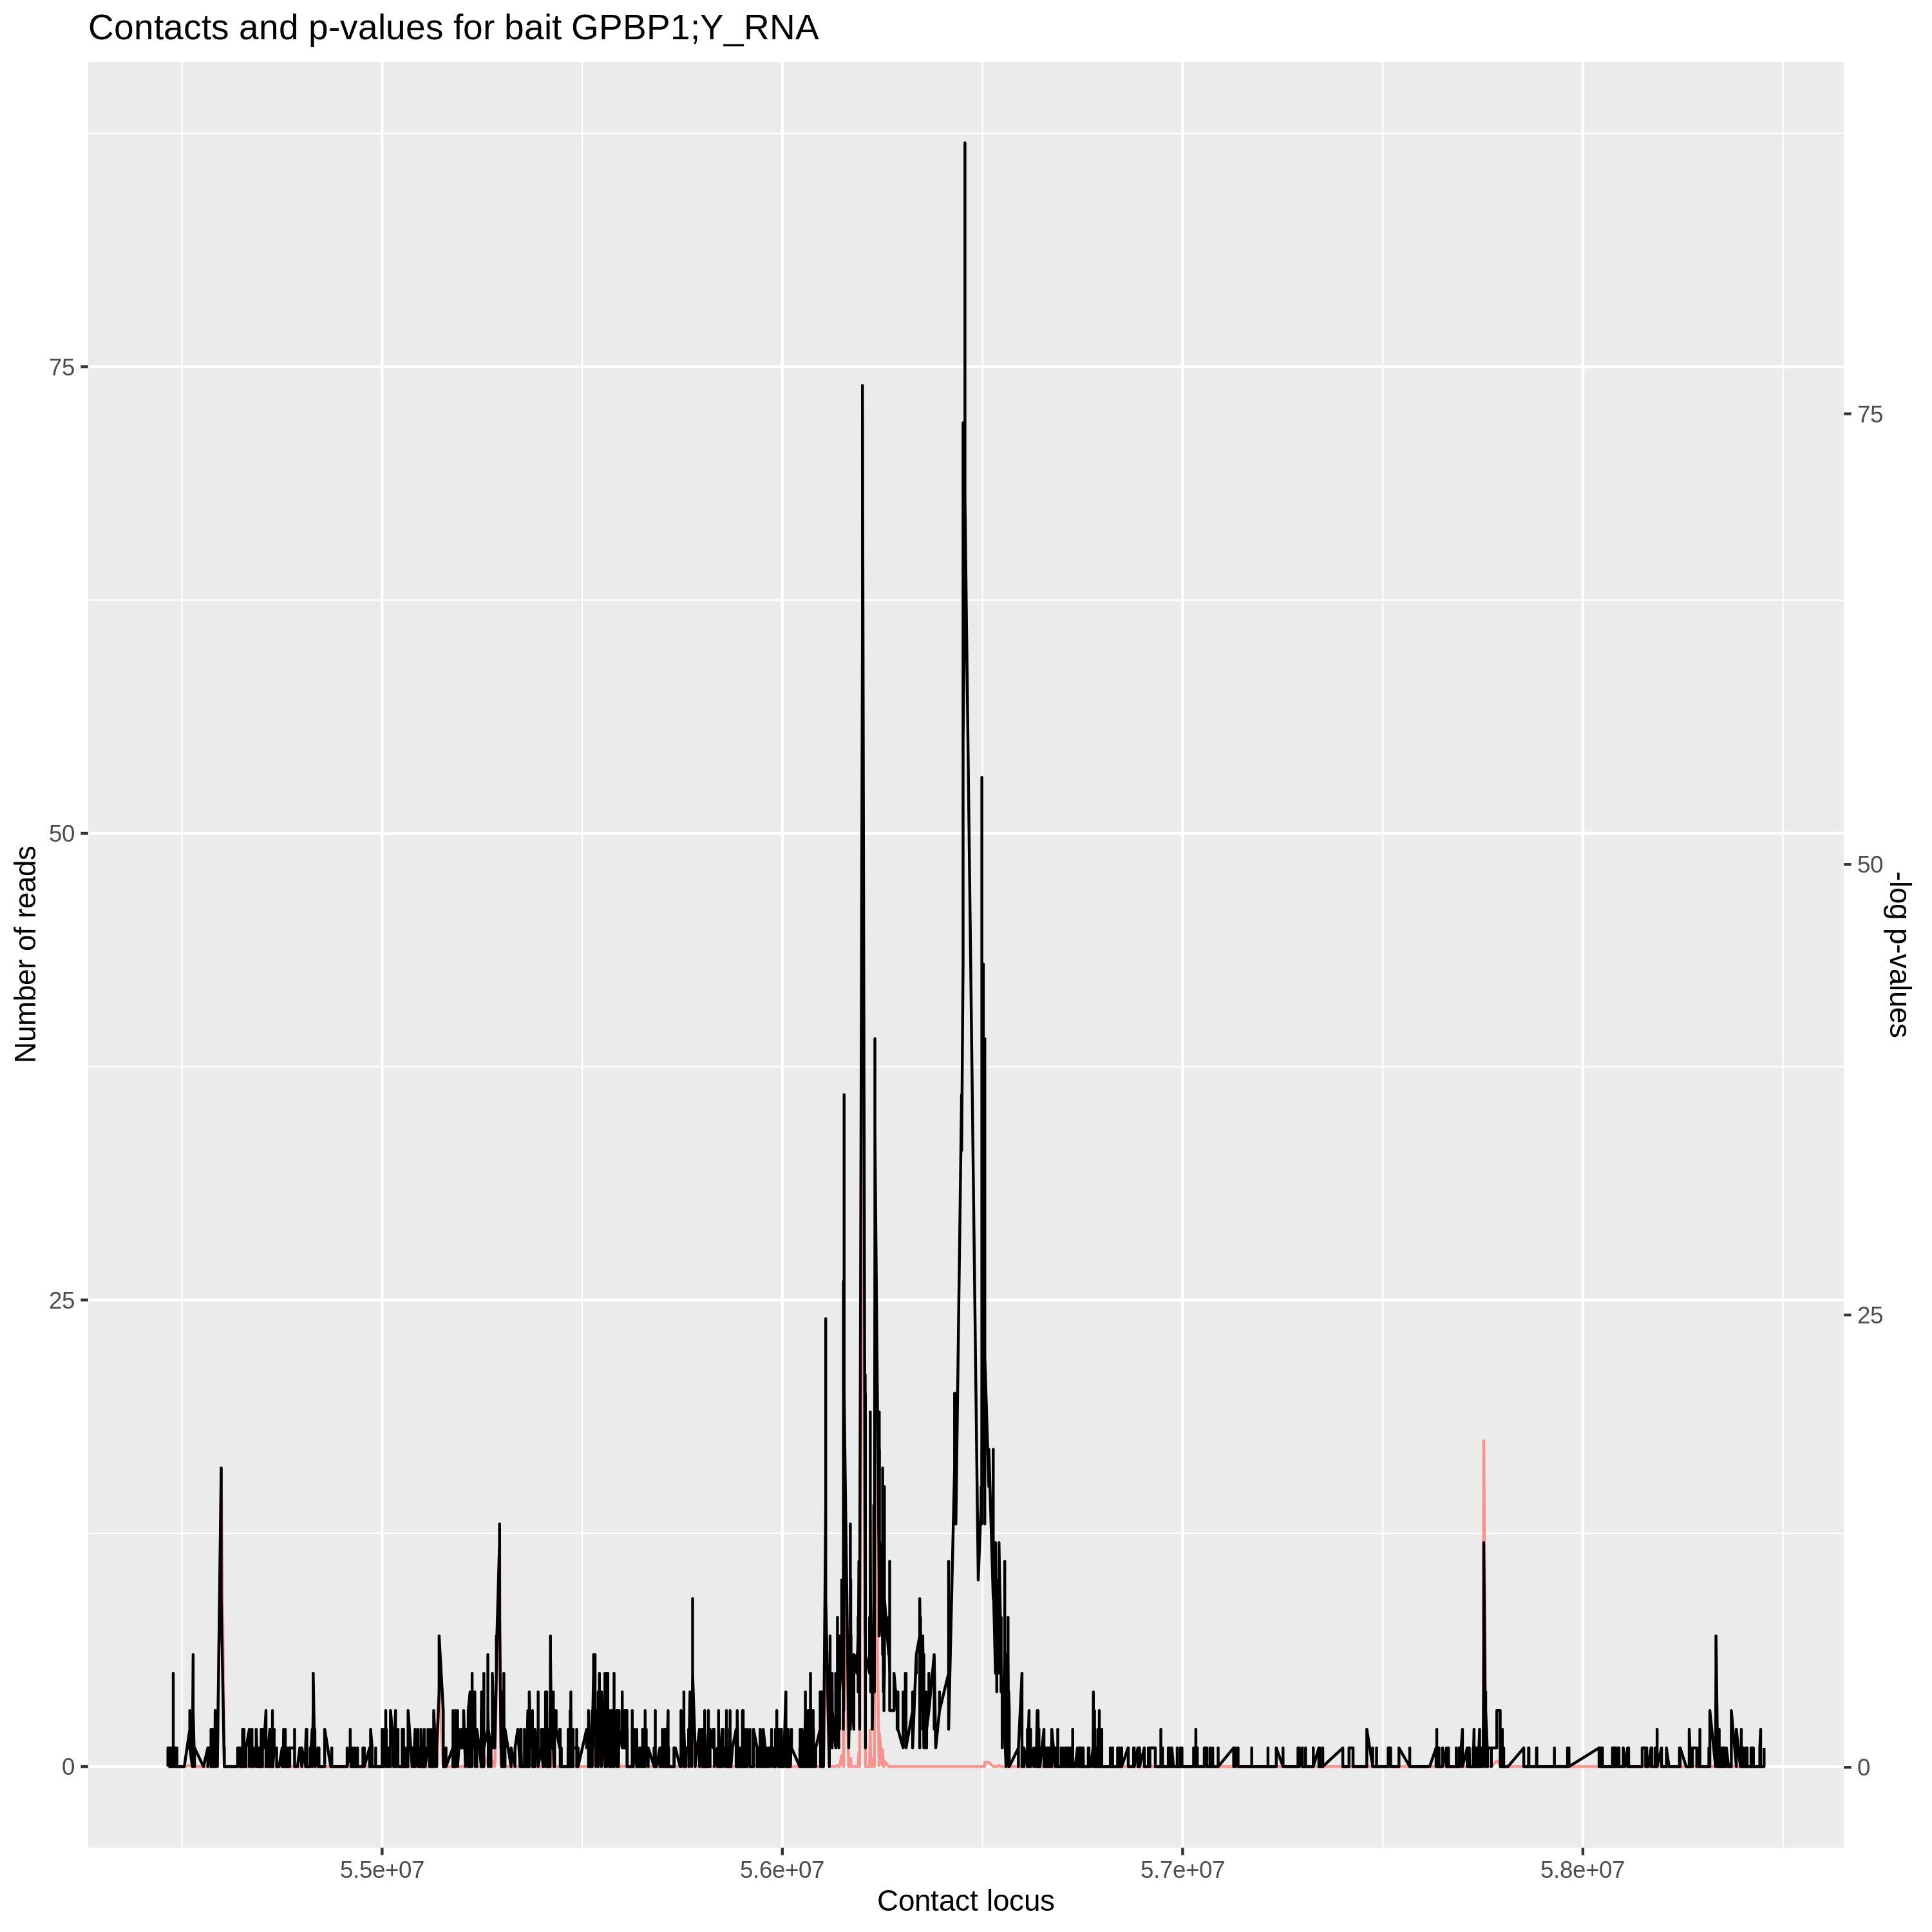 Contacts and p-values for bait GPBP1;Y_RNA
Number of reads
75
50
25
0
75
50
25
0
-log p-values
5.5e+07 5.6e+07 5.7e+07 5.8e+07
Contact locus